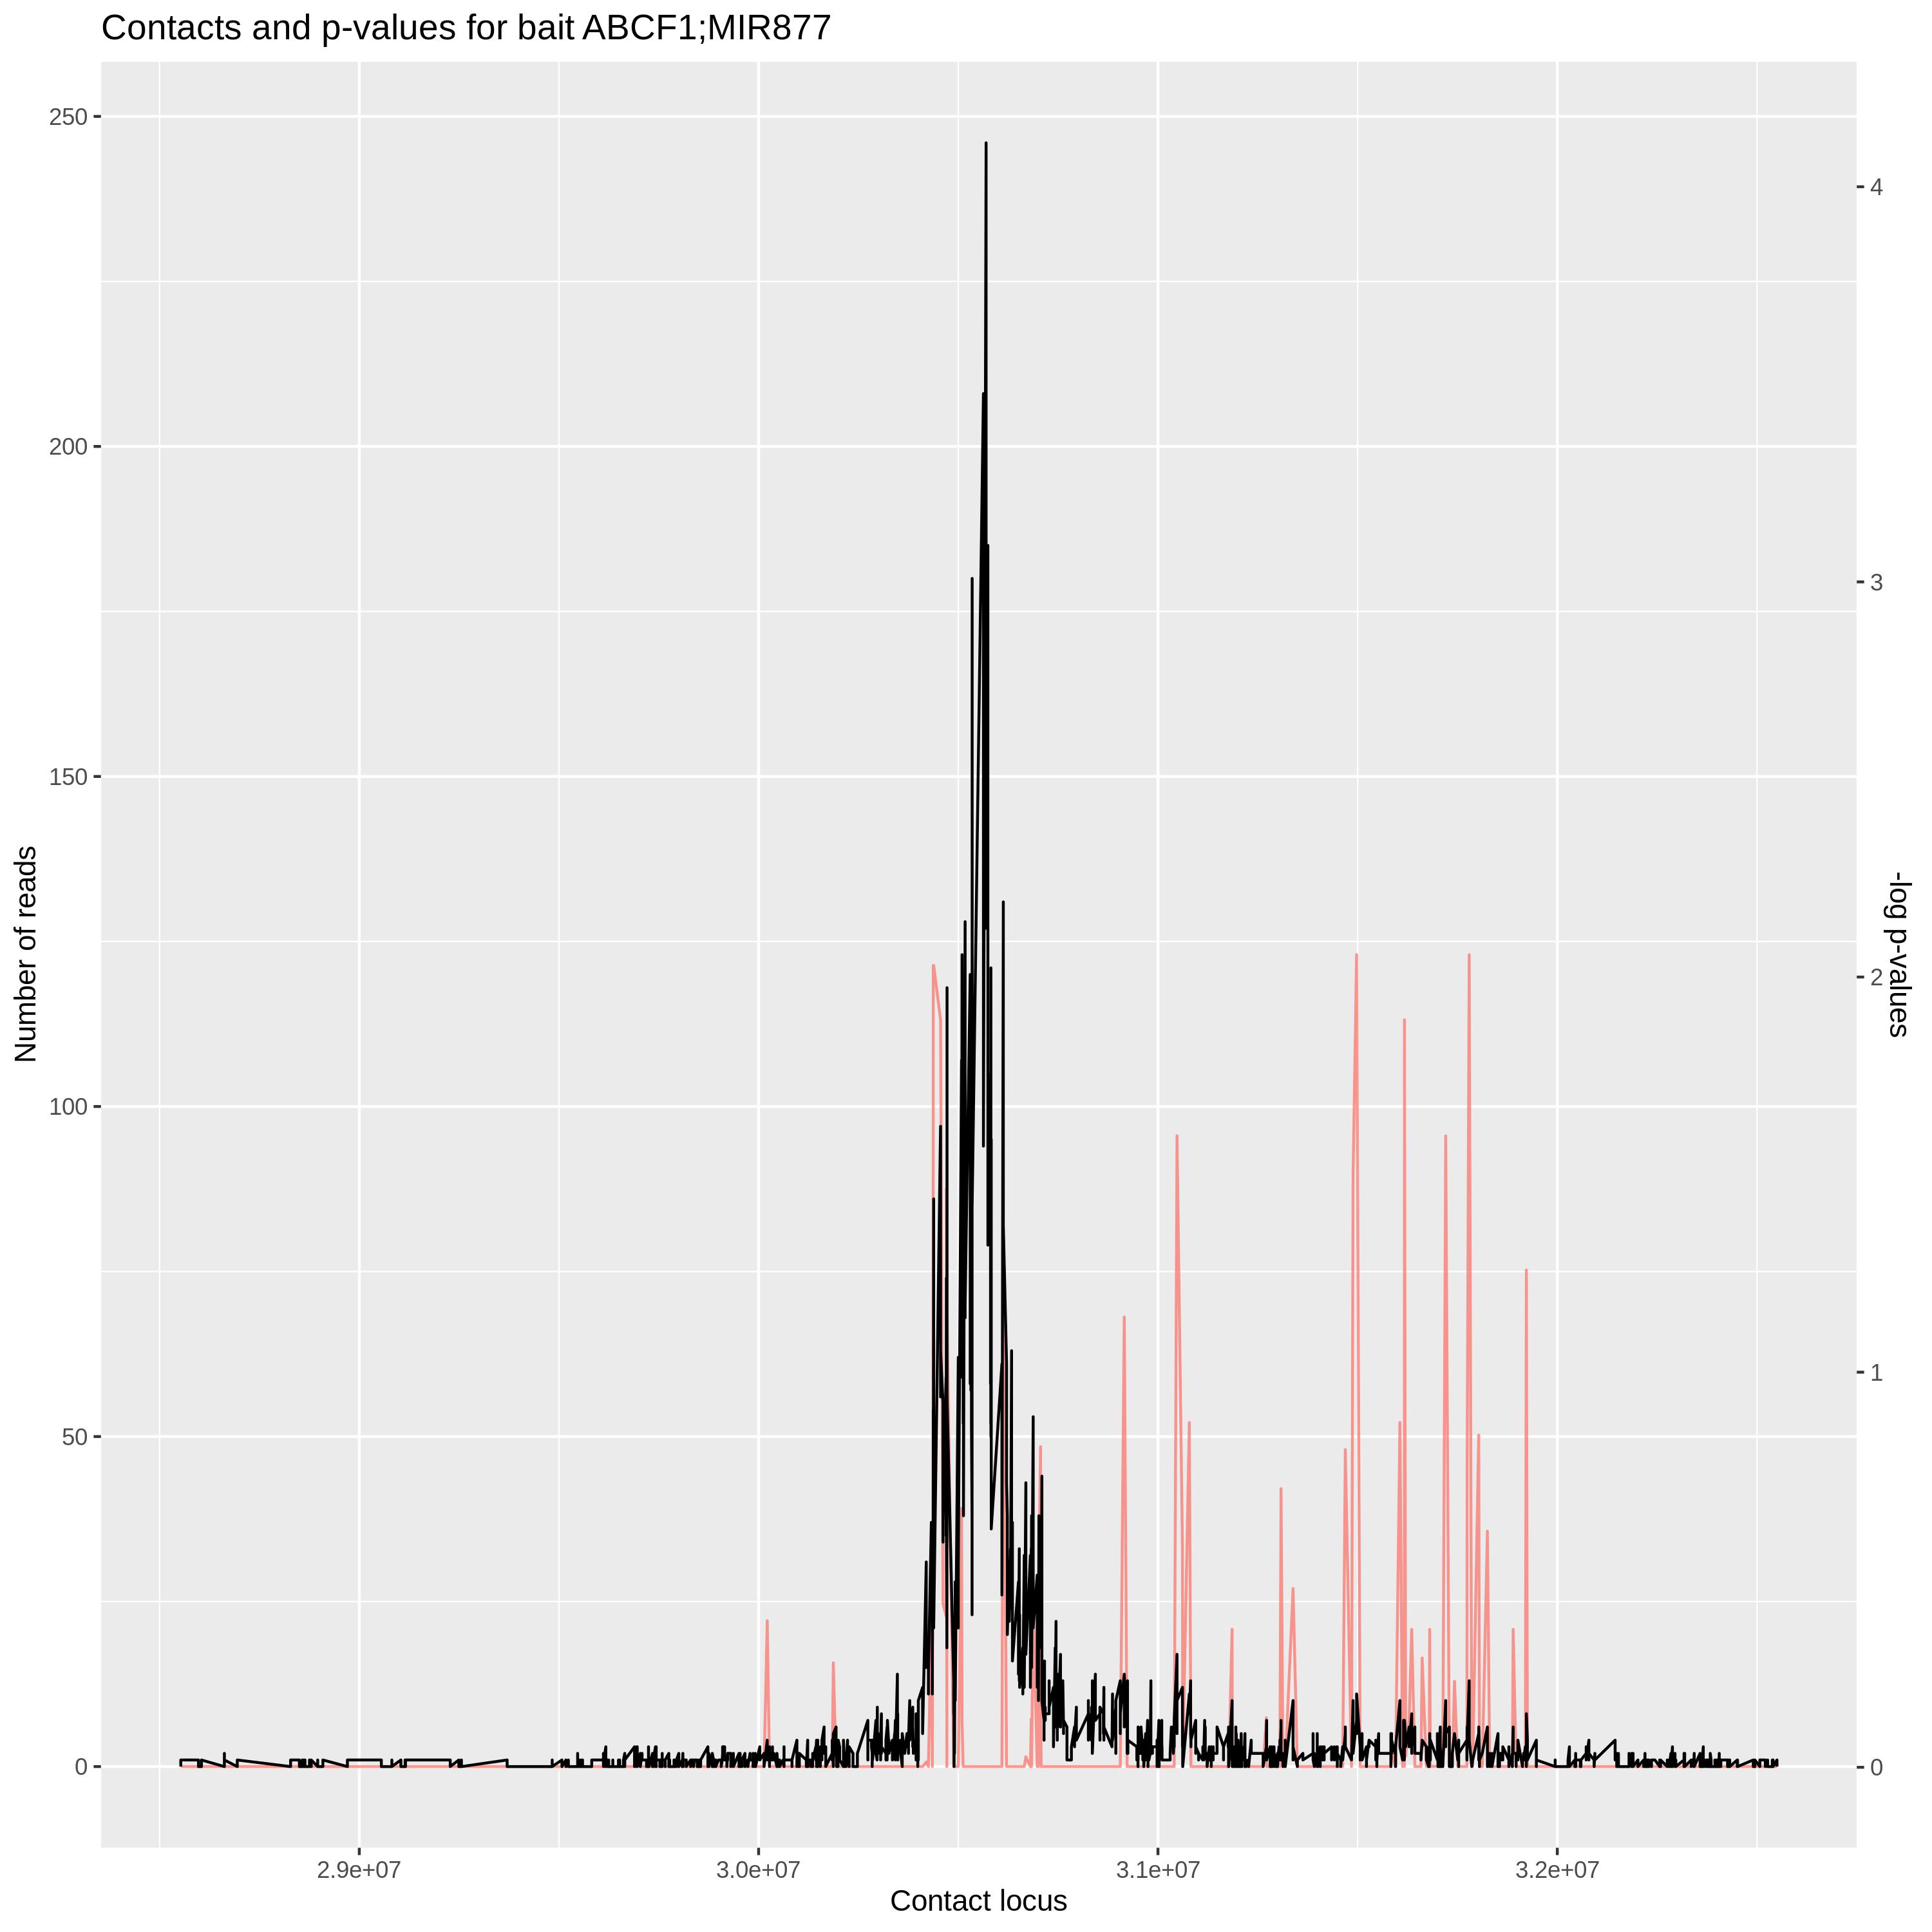 Contacts and p-values for bait ABCF1;MIR877
250
200
150
100
50
0
Number of reads
4
3
2
1
0
-log p-values
2.9e+07
3.0e+07
3.1e+07
3.2e+07
Contact locus